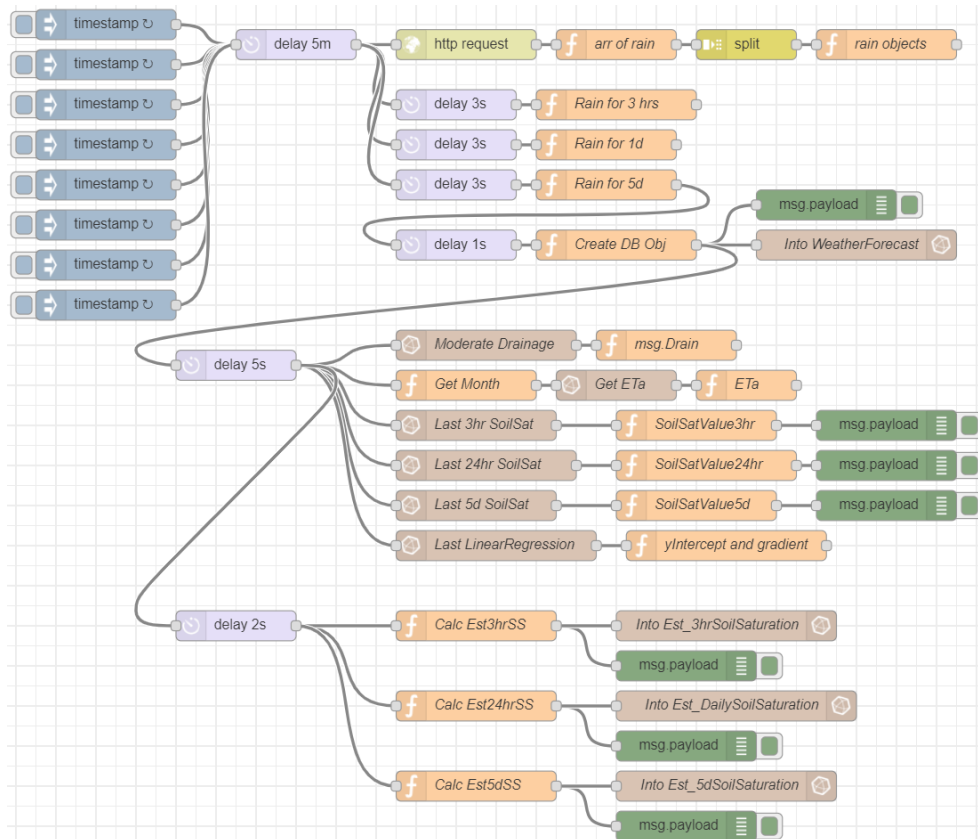 timestamp ↻
delay 5m
http request
arr of rain
split
rain objects
timestamp ↻
timestamp ↻
delay 3s
Rain for 3 hrs
timestamp ↻
delay 3s
Rain for 1d
timestamp ↻
delay 3s
Rain for 5d
msg.payload
timestamp ↻
delay 1s
Create DB Obj
Into WeatherForecast
timestamp ↻
timestamp ↻
delay 5s
Moderate Drainage
msg.Drain
Get Month
Get ETa
ETa
Last 3hr SoilSat
SoilSatValue3hr
msg.payload
Last 24hr SoilSat
SoilSatValue24hr
msg.payload
Last 5d SoilSat
SoilSatValue5d
msg.payload
Last LinearRegression
yIntercept and gradient
delay 2s
Calc Est3hrSS
Into Est_3hrSoilSaturation
msg.payload
Calc Est24hrSS
Into Est_DailySoilSaturation
msg.payload
Calc Est5dSS
Into Est_5dSoilSaturation
msg.payload